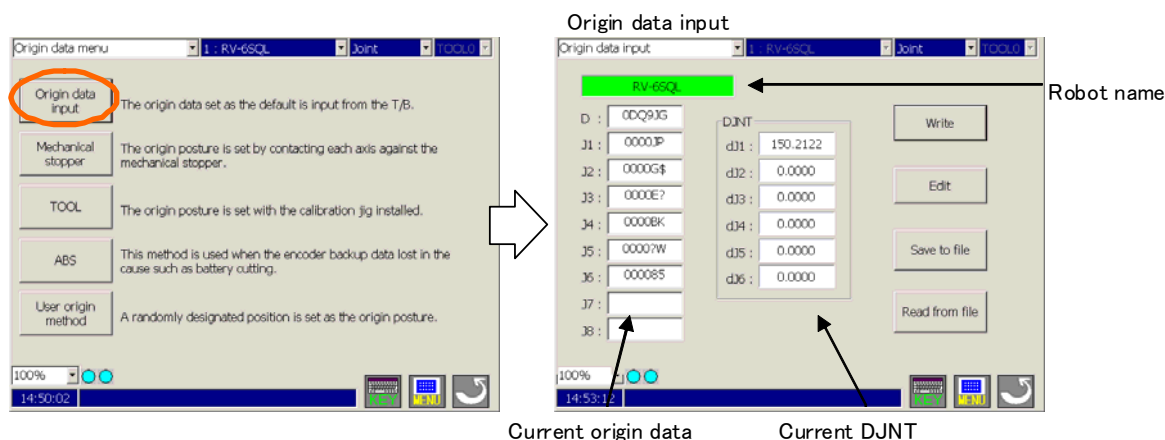 Origin data input
Origin data menu 1 : RV-6SQL Joint TOOL0
Origin data
input
The origin data set as the default is input from the T/B.
Mechanical
stopper
The origin posture is set by contacting each axis against the
mechanical stopper.
TOOL
The origin posture is set with the calibration jig installed.
ABS
This method is used when the encoder backup data lost in the
cause such as battery cutting.
User origin
method
A randomly designated position is set as the origin posture.
100%
14:50:02
KEY MENU
Origin data input 1 : RV-6SQL Joint TOOL0
RV-6SQL
Robot name
D : 0DQ9JG
J1 : 0000JP
J2 : 0000G$
J3 : 0000E?
J4 : 0000BK
J5 : 0000?W
J6 : 000085
J7 :
J8 :
DJNT
dJ1 : 150.2122
dJ2 : 0.0000
dJ3 : 0.0000
dJ4 : 0.0000
dJ5 : 0.0000
dJ6 : 0.0000
Write
Edit
Save to file
Read from file
100%
14:53:12
KEY MENU
Current origin data Current DJNT